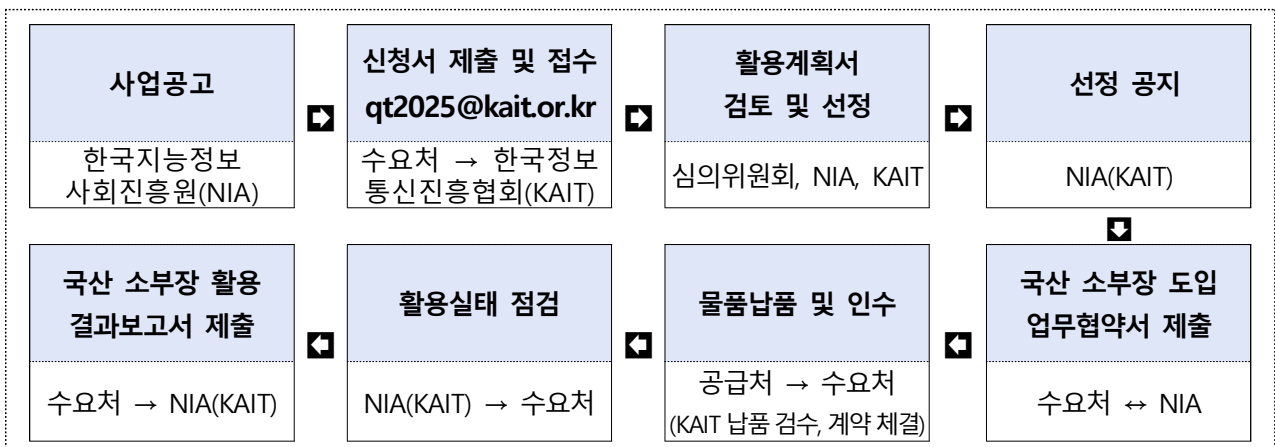 사업공고
한국지능정보
사회진흥원(NIA)
신청서 제출 및 접수
qt2025@kait.or.kr
수요처 → 한국정보
통신진흥협회(KAIT)
활용계획서
검토 및 선정
심의위원회, NIA, KAIT
선정 공지
NIA(KAIT)
국산 소부장 도입
업무협약서 제출
수요처 ↔ NIA
물품납품 및 인수
공급처 → 수요처
(KAIT 납품 검수, 계약 체결)
활용실태 점검
NIA(KAIT) → 수요처
국산 소부장 활용
결과보고서 제출
수요처 → NIA(KAIT)